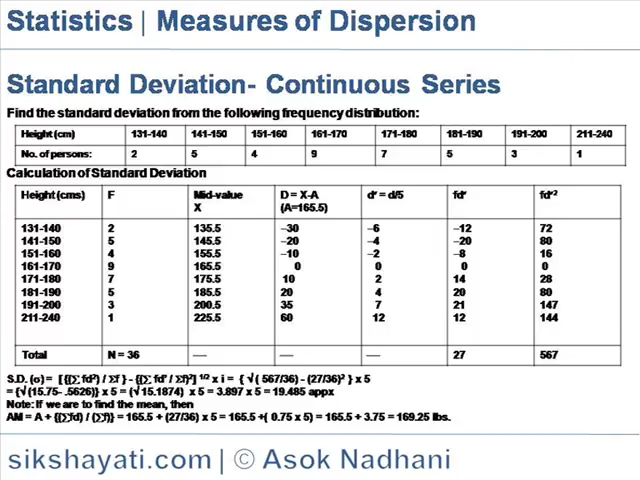 Statistics | Measures of Dispersion
Standard Deviation- Continuous Series
Find the standard deviation from the following frequency distribution:
Height (cm) 131-140 141-150 151-160 161-170 171-180 181-190 191-200 211-240
No. of persons: 2 5 4 9 7 5 3 1
Calculation of Standard Deviation
Height (cms) F Mid-value D = X-A d' = d/5 fd' fd'²
X (A=165.5)
131-140 2 135.5 –30 –6 –12 72
141-150 5 145.5 –20 –4 –20 80
151-160 4 155.5 –10 –2 –8 16
161-170 9 165.5 0 0 0 0
171-180 7 175.5 10 2 14 28
181-190 5 185.5 20 4 20 80
191-200 3 200.5 35 7 21 147
211-240 1 225.5 60 12 12 144
Total N = 36 — — — 27 567
S.D. (σ) = [ {(∑ fd²) / ∑f } - {(∑ fd' / ∑f)²] ¹/² x i = { √( 567/36) - (27/36)² } x 5
= {√(15.75- .5626)} x 5 = (√15.1874) x 5 = 3.897 x 5 = 19.485 appx
Note: If we are to find the mean, then
AM = A + {(∑fd) / (∑f)} = 165.5 + (27/36) x 5 = 165.5 +( 0.75 x 5) = 165.5 + 3.75 = 169.25 lbs.
sikshayati.com | © Asok Nadhani